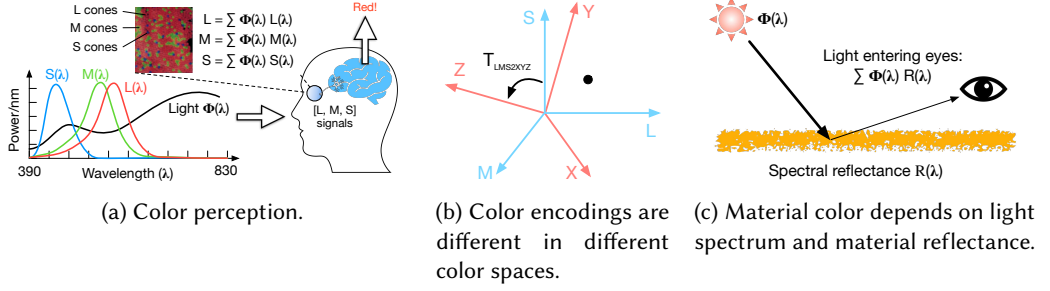 L cones
M cones
S cones
L = ∑ Φ(λ) L(λ)
M = ∑ Φ(λ) M(λ)
S = ∑ Φ(λ) S(λ)
Red!
S(λ)
M(λ)
L(λ)
Light Φ(λ)
Power/nm
390
Wavelength (λ)
830
[L, M, S]
signals
(a) Color perception.
S
Y
Z
T LMS2XYZ
L
M
X
(b) Color encodings are
different in different
color spaces.
Φ(λ)
Light entering eyes:
∑ Φ(λ) R(λ)
Spectral reflectance R(λ)
(c) Material color depends on light
spectrum and material reflectance.